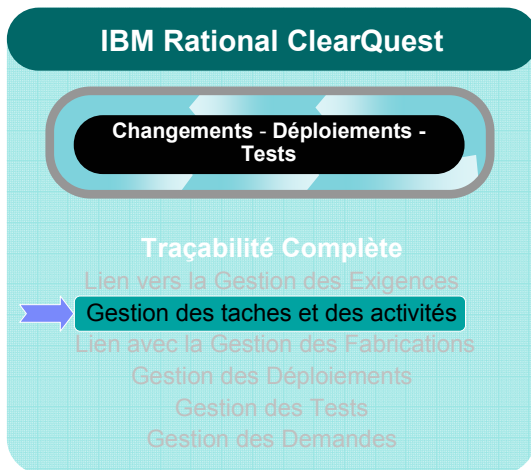 IBM Rational ClearQuest
Changements - Déploiements -
Tests
Traçabilité Complète
Lien vers la Gestion des Exigences
Gestion des taches et des activités
Lien avec la Gestion des Fabrications
Gestion des Déploiements
Gestion des Tests
Gestion des Demandes